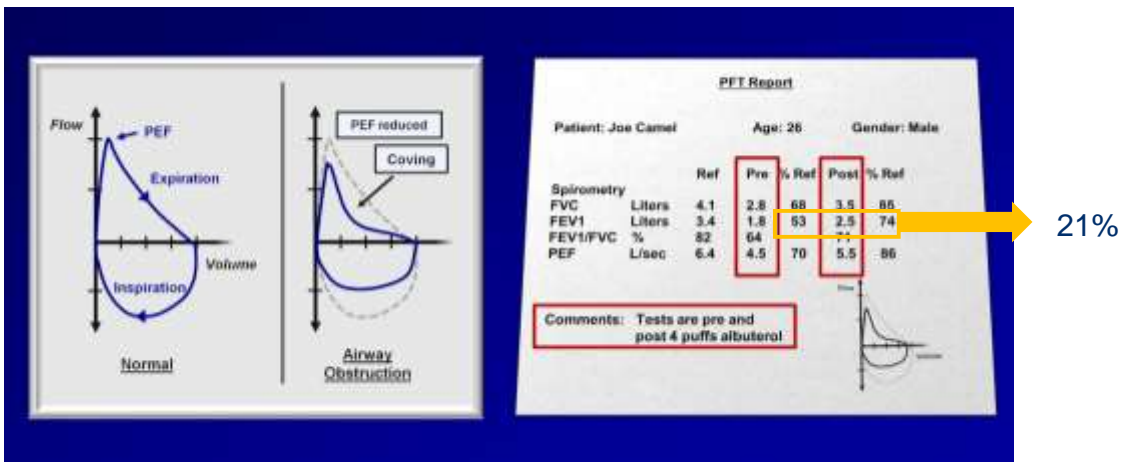 Flow
PEF
Expiration
Volume
Inspiration
Normal
PEF reduced
Coving
Airway
Obstruction
PFT Report
Patient: Joe Camel Age: 26 Gender: Male
Ref Pre % Ref Post % Ref
Spirometry
FVC Liters 4.1 2.8 68 3.5 85
FEV1 Liters 3.4 1.8 53 2.5 74
FEV1/FVC % 82 64
PEF L/sec 6.4 4.5 70 5.5 86
Comments: Tests are pre and
post 4 puffs albuterol
21%